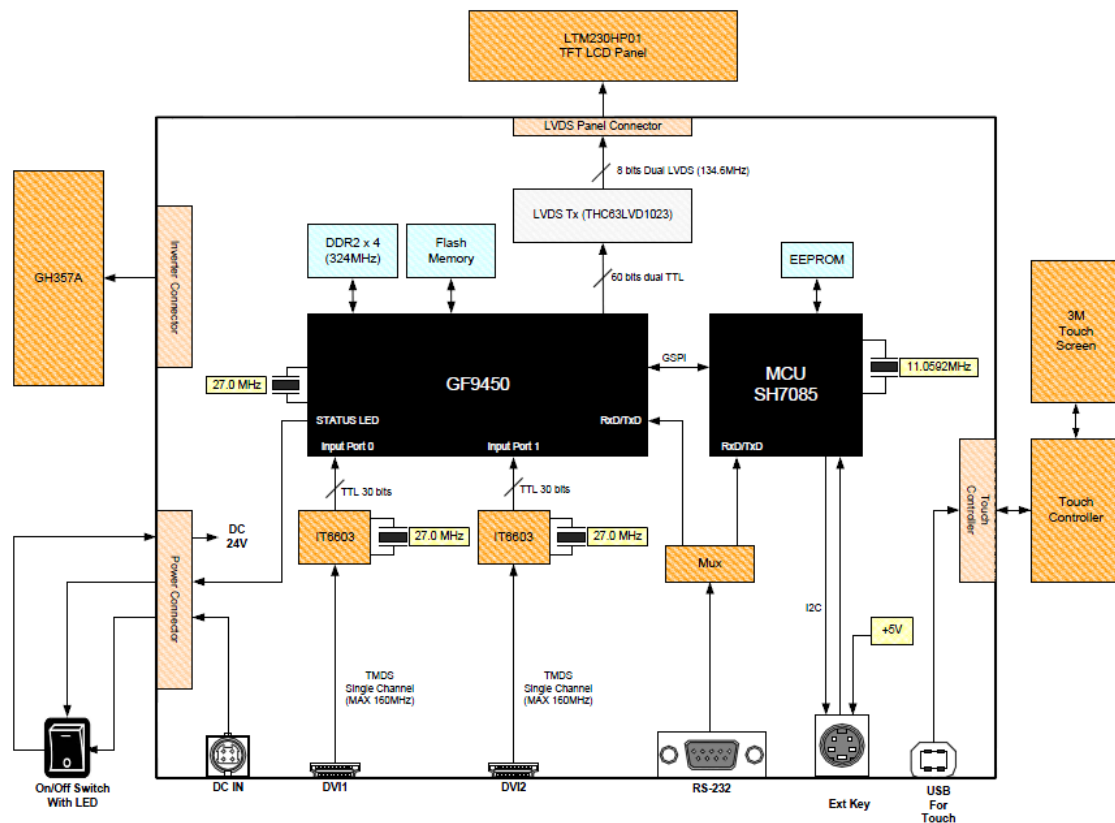 LTM230HP01
TFT LCD Panel
LVDS Panel Connector
8 bits Dual LVDS (134.6MHz)
LVDS Tx (THC63LVD1023)
60 bits dual TTL
DDR2 x 4
(324MHz)
Flash
Memory
EEPROM
GH357A
Inverter Connector
3M
Touch
Screen
27.0 MHz
GF9450
STATUS LED
RxD/TxD
Input Port 0
Input Port 1
GSPI
MCU
SH7085
RxD/TxD
11.0592MHz
TTL 30 bits
TTL 30 bits
IT6603
27.0 MHz
IT6603
27.0 MHz
Mux
Touch
Controller
Touch
Controller
DC
24V
Power Connector
I2C
+5V
TMDS
Single Channel
(MAX 160MHz)
TMDS
Single Channel
(MAX 160MHz)
On/Off Switch
With LED
DC IN
DVI1
DVI2
RS-232
Ext Key
USB
For
Touch